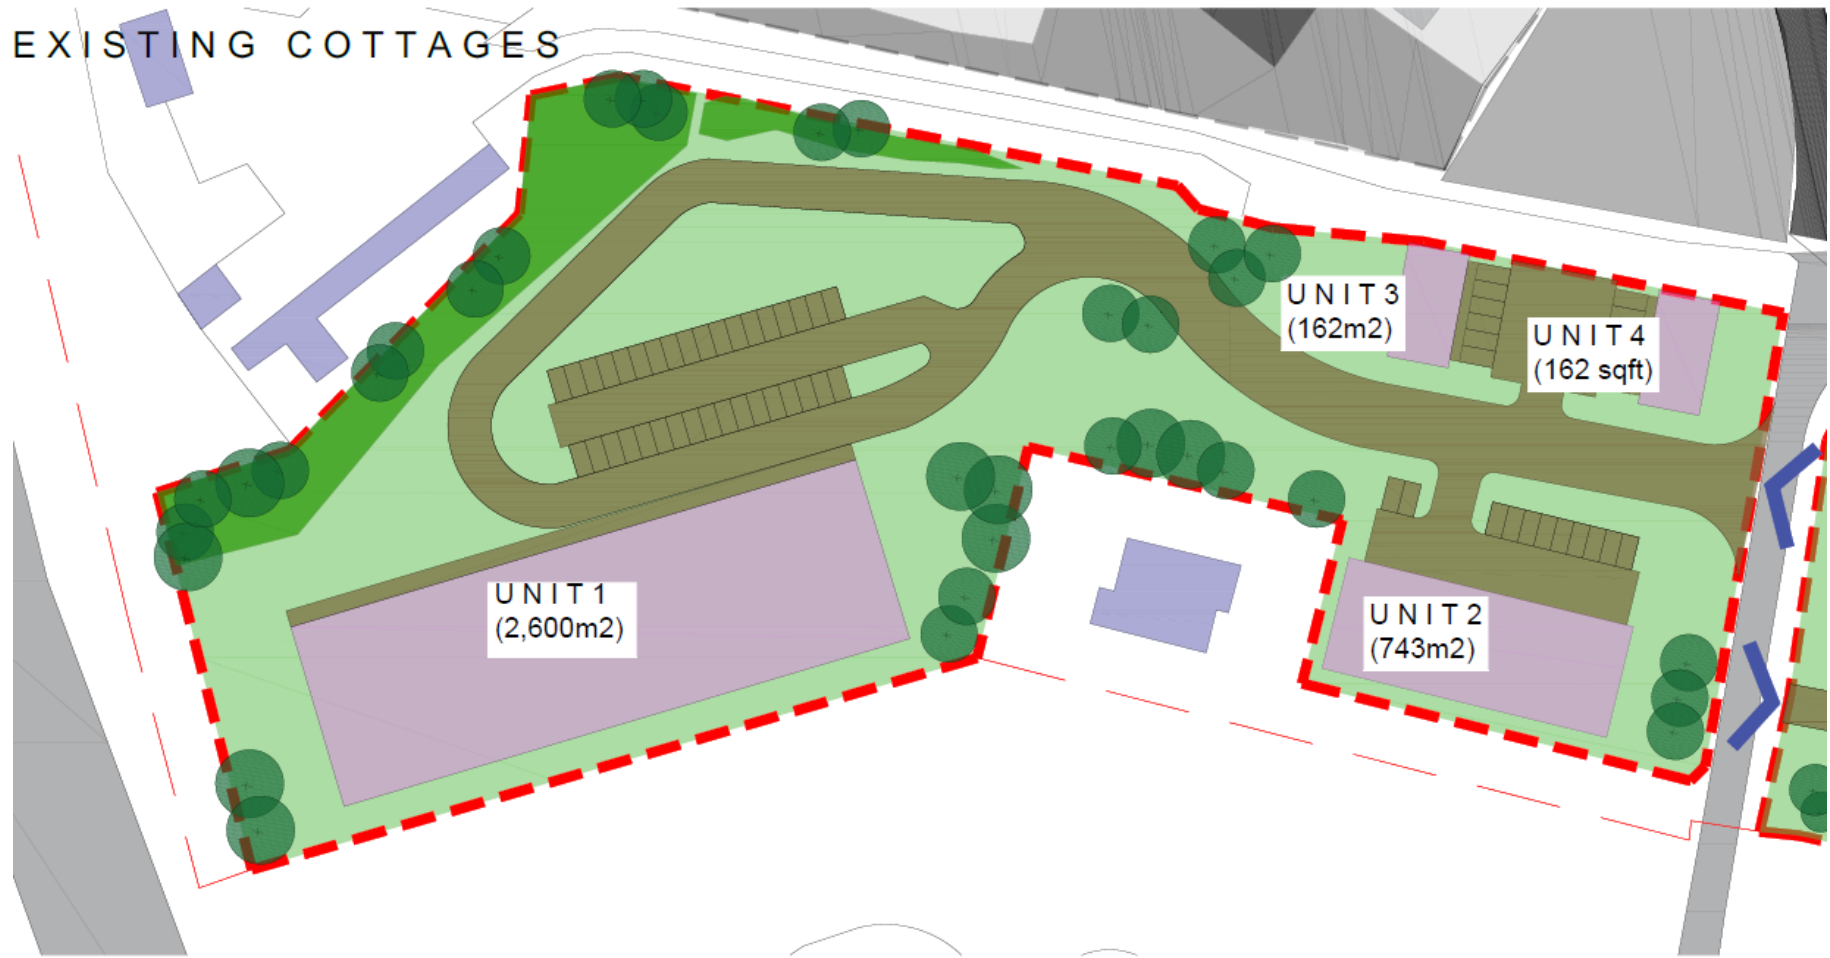 EXISTING COTTAGES
UNIT 3
(162m2)
UNIT 4
(162 sqft)
UNIT 1
(2,600m2)
UNIT 2
(743m2)